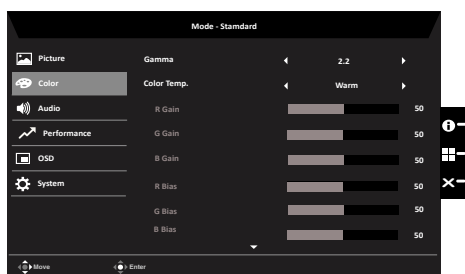 Mode - Standard
Picture
Gamma 2.2
Color
Color Temp. Warm
Audio
R Gain 50
Performance
G Gain 50
OSD
B Gain 50
System
R Bias 50
G Bias 50
B Bias 50
Move Enter